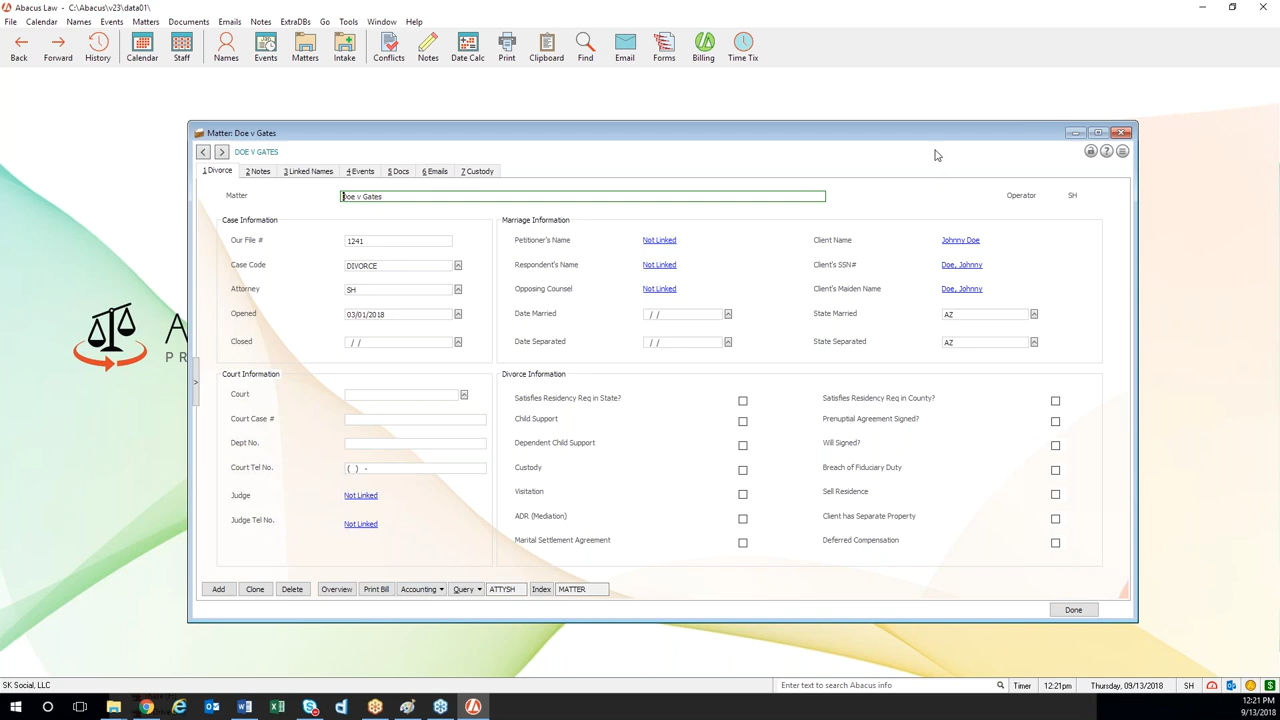 Abacus Law - C:\Abacus\v23\data01\
File Calendar Names Events Matters Documents Emails Notes ExtraDBs Go Tools Window Help
Back Forward History Calendar Staff Names Events Matters Intake Conflicts Notes Date Calc Print Clipboard Find Email Forms Billing Time Tix
Matter: Doe v Gates
DOE V GATES
1 Divorce 2 Notes 3 Linked Names 4 Events 5 Docs 6 Emails 7 Custody
Matter Doe v Gates Operator SH
Case Information Marriage Information
Our File # 1241 Petitioner's Name Not Linked Client Name Johnny Doe
Case Code DIVORCE Respondent's Name Not Linked Client's SSN# Doe, Johnny
Attorney SH Opposing Counsel Not Linked Client's Maiden Name Doe, Johnny
Opened 03/01/2018 Date Married / / State Married AZ
Closed / / Date Separated / / State Separated AZ
Court Information Divorce Information
Court Satisfies Residency Req in State? Satisfies Residency Req in County?
Court Case # Child Support Prenuptial Agreement Signed?
Dept No. Dependent Child Support Will Signed?
Court Tel No. ( ) - Custody Breach of Fiduciary Duty
Judge Not Linked Visitation Sell Residence
Judge Tel No. Not Linked ADR (Mediation) Client has Separate Property
Marital Settlement Agreement Deferred Compensation
Add Clone Delete Overview Print Bill Accounting Query ATTYSH Index MATTER
Done
SK Social, LLC Enter text to search Abacus info Timer 12:21pm Thursday, 09/13/2018 SH
12:21 PM
9/13/2018